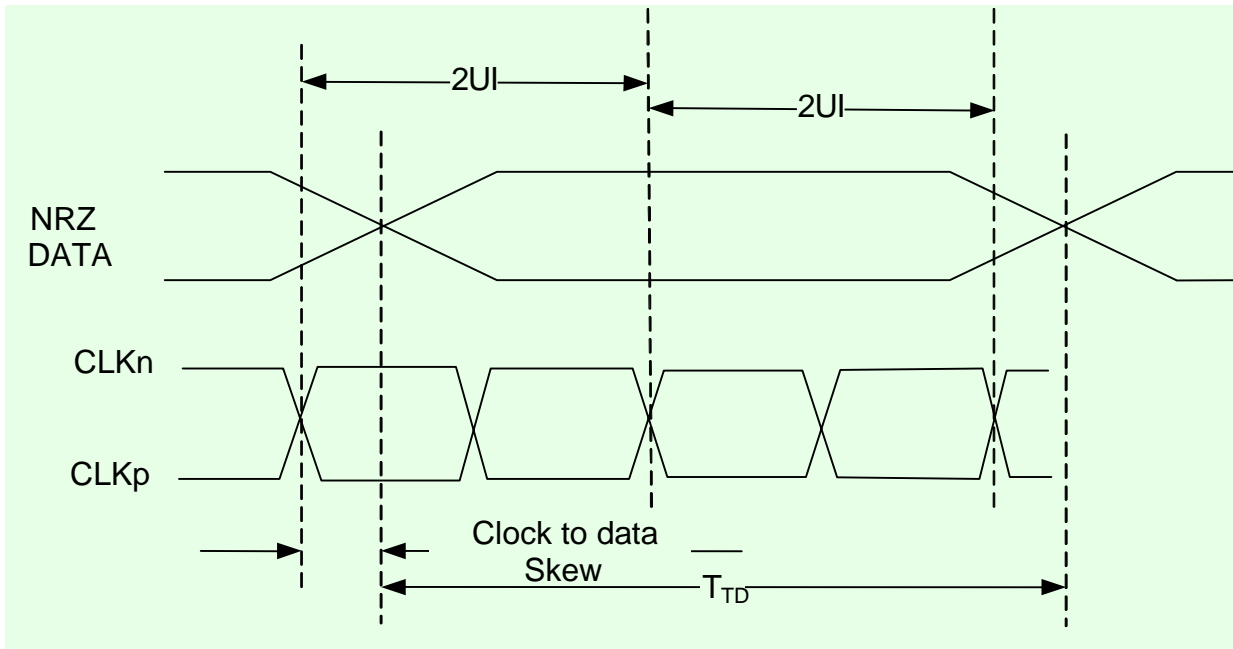 2UI
2UI
NRZ
DATA
CLKn
CLKp
Clock to data
Skew
TTD